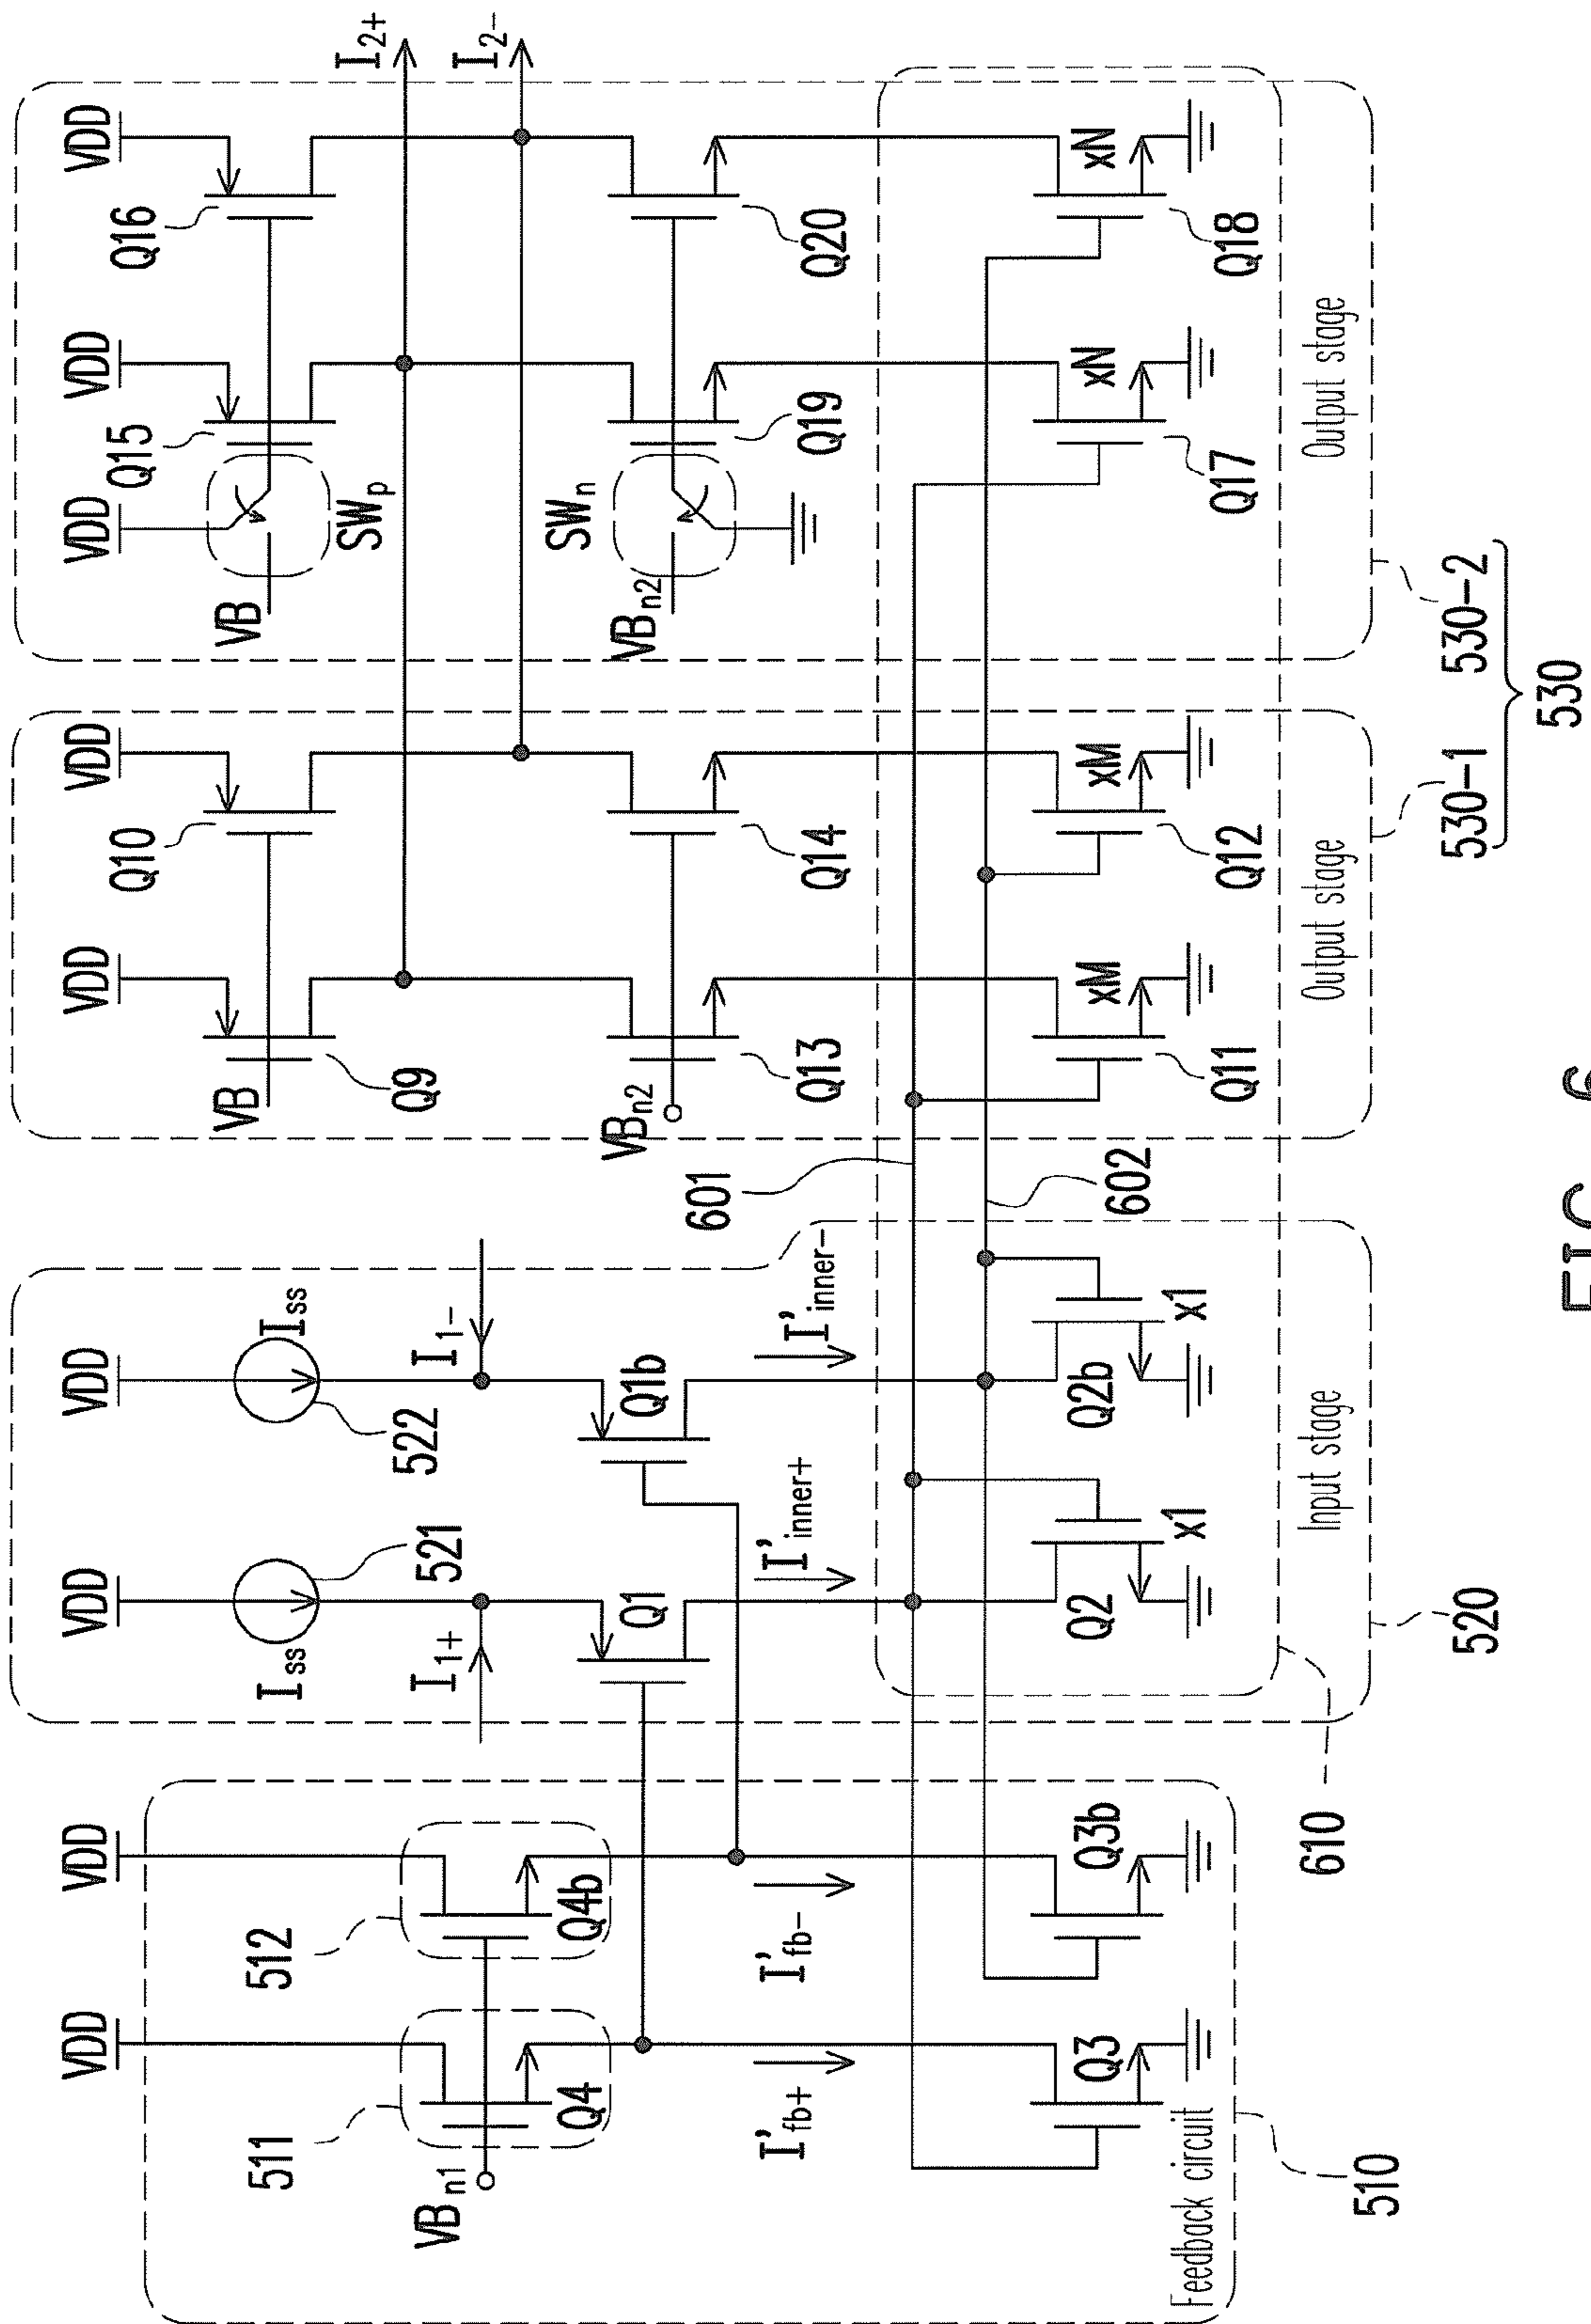 VDD VDD VDD VDD VDD VDD VDD VDD VDD
511 512
VBn1
Q4 Q4b
I'fb+ I'fb-
Q3 Q3b
Feedback circuit
510
Iss Iss
521 522
I1+ I1-
Q1 Q1b
I'inner+ I'inner-
Q2 Q2b
x1 x1
Input stage
520
610
601
602
VB
Q9 Q10
VBn2
Q13 Q14
xM xM
Q11 Q12
Output stage
530-1
VB
SWp
Q15 Q16
I2+
I2-
VBn2
SWn
Q19 Q20
xN xN
Q17 Q18
Output stage
530-2
530